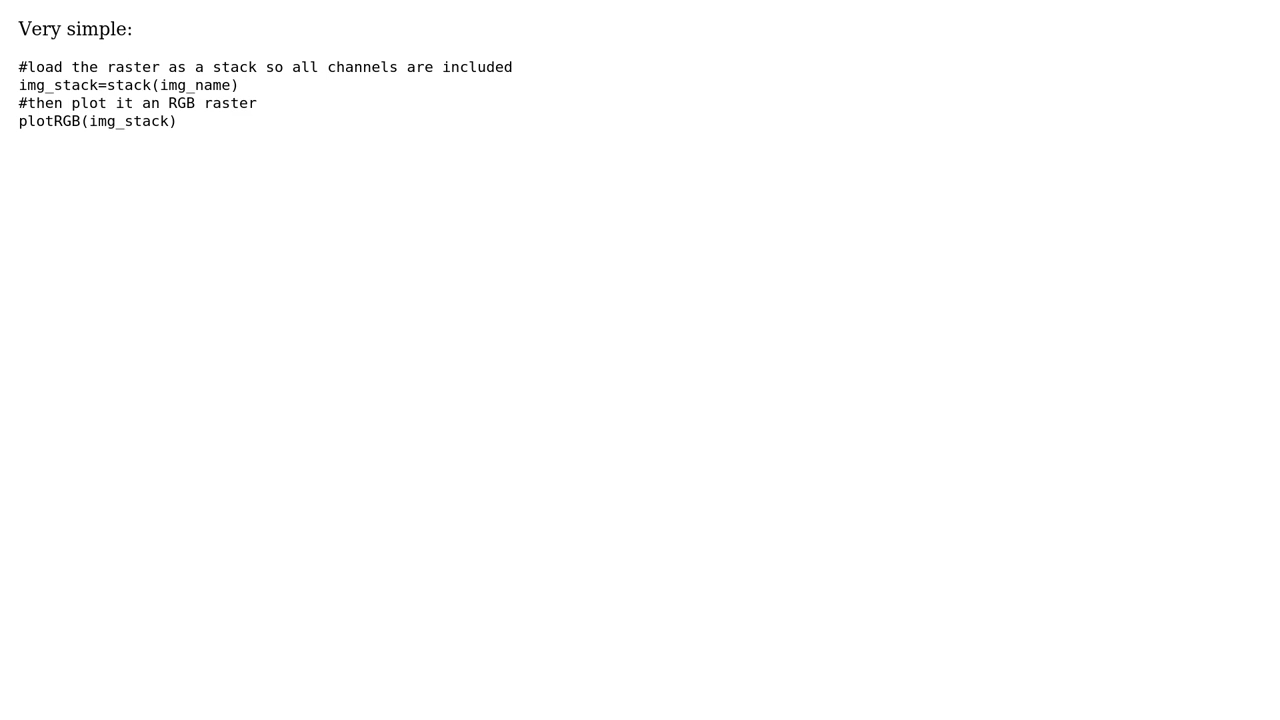 Very simple:
#load the raster as a stack so all channels are included
img_stack=stack(img_name)
#then plot it an RGB raster
plotRGB(img_stack)